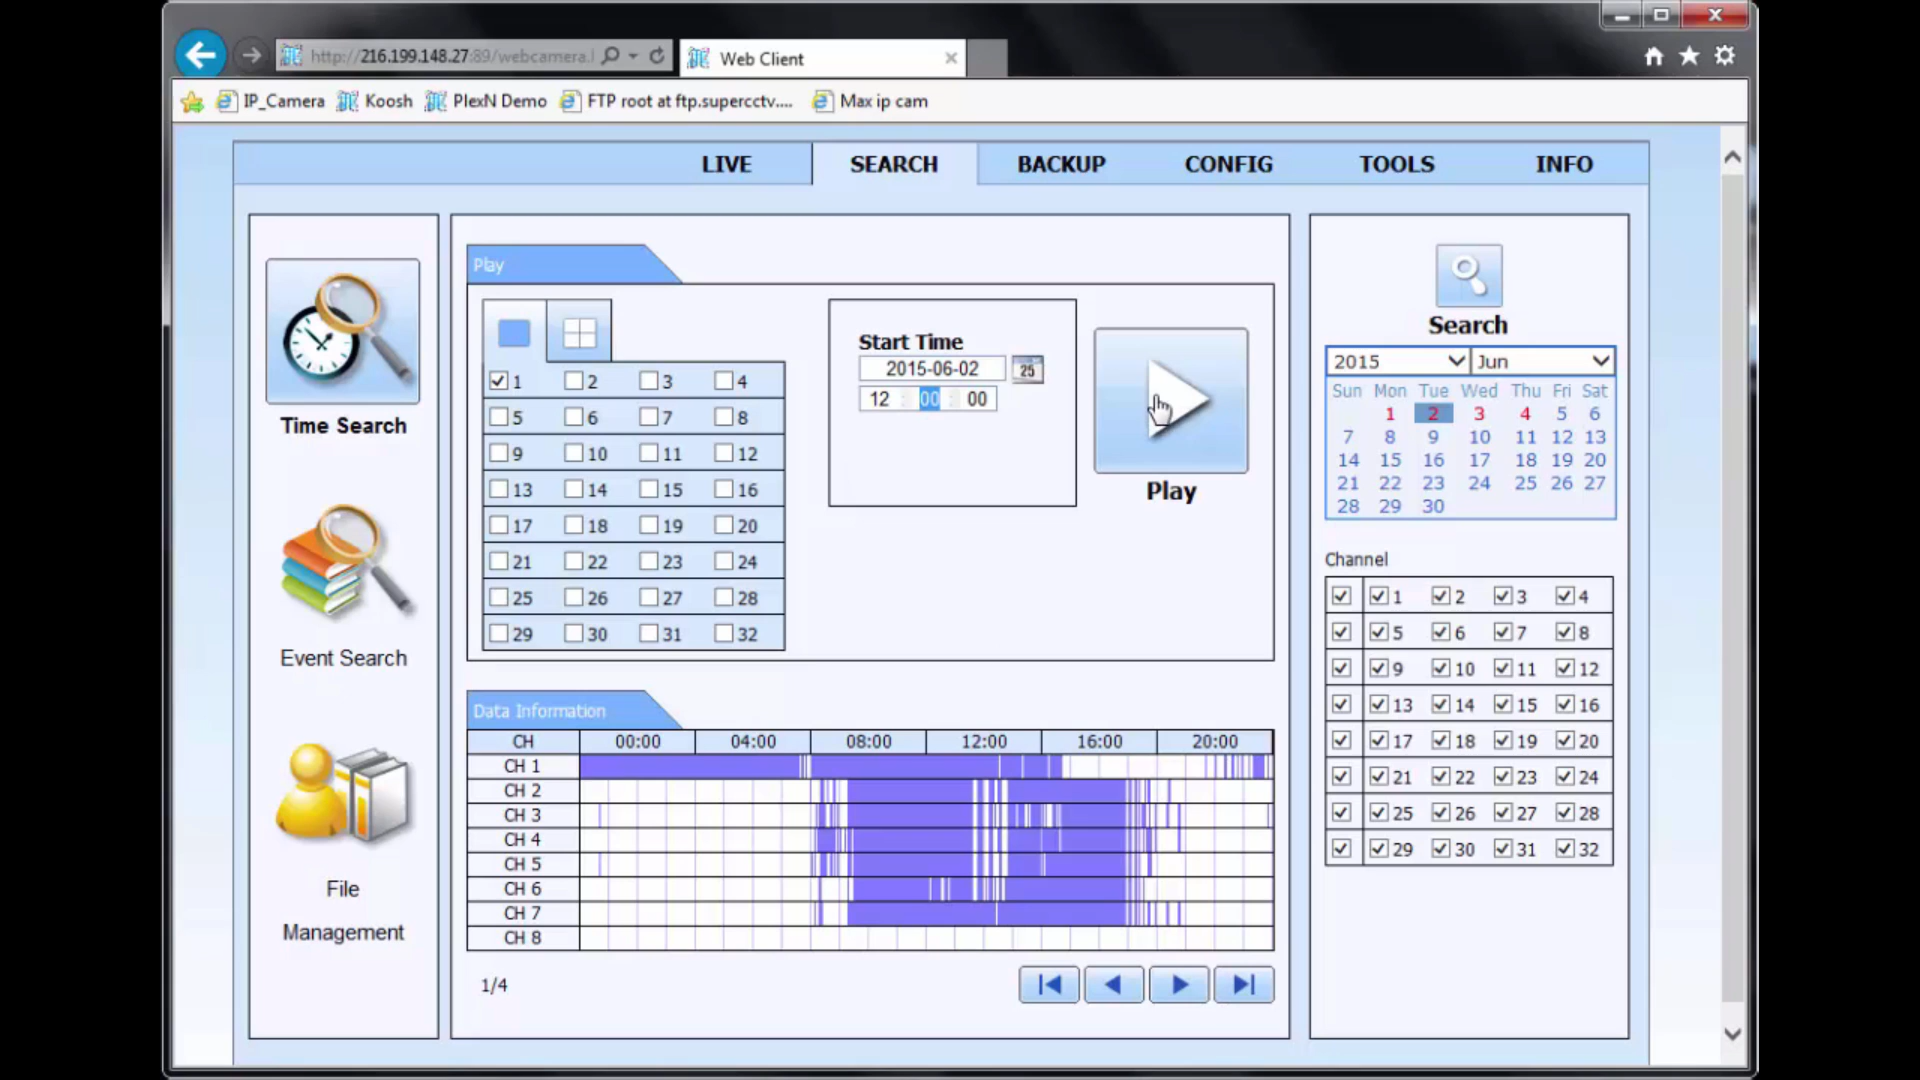 http://216.199.148.27:89/webcamera.
Web Client
IP_Camera Koosh PlexN Demo FTP root at ftp.supercctv.... Max ip cam
LIVE SEARCH BACKUP CONFIG TOOLS INFO
Time Search
Event Search
File
Management
Play
1 2 3 4
5 6 7 8
9 10 11 12
13 14 15 16
17 18 19 20
21 22 23 24
25 26 27 28
29 30 31 32
Start Time
2015-06-02 25
12 : 00 : 00
Play
Data Information
CH 00:00 04:00 08:00 12:00 16:00 20:00
CH 1
CH 2
CH 3
CH 4
CH 5
CH 6
CH 7
CH 8
1/4
Search
2015 Jun
Sun Mon Tue Wed Thu Fri Sat
1 2 3 4 5 6
7 8 9 10 11 12 13
14 15 16 17 18 19 20
21 22 23 24 25 26 27
28 29 30
Channel
1 2 3 4
5 6 7 8
9 10 11 12
13 14 15 16
17 18 19 20
21 22 23 24
25 26 27 28
29 30 31 32